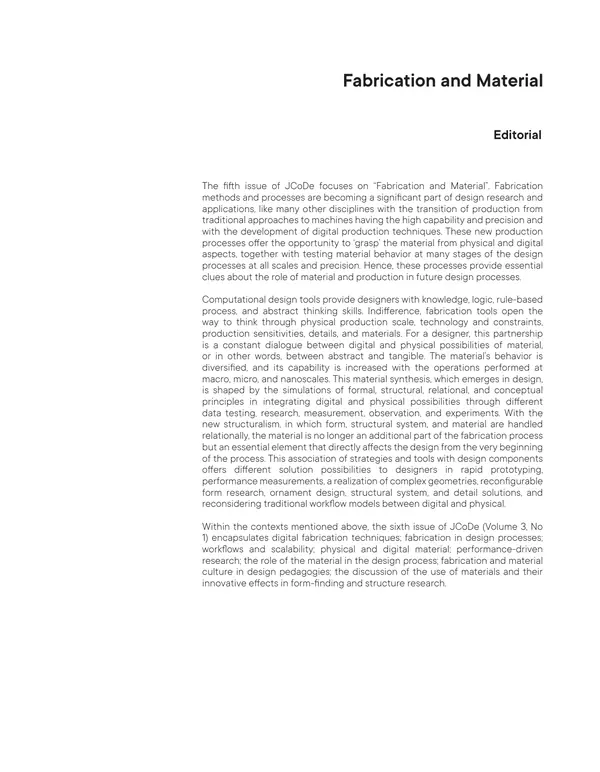 Fabrication and Material
Editorial
The fifth issue of JCoDe focuses on “Fabrication and Material”. Fabrication
methods and processes are becoming a significant part of design research and
applications, like many other disciplines with the transition of production from
traditional approaches to machines having the high capability and precision and
with the development of digital production techniques. These new production
processes offer the opportunity to ‘grasp’ the material from physical and digital
aspects, together with testing material behavior at many stages of the design
processes at all scales and precision. Hence, these processes provide essential
clues about the role of material and production in future design processes.
Computational design tools provide designers with knowledge, logic, rule-based
process, and abstract thinking skills. Indifference, fabrication tools open the
way to think through physical production scale, technology and constraints,
production sensitivities, details, and materials. For a designer, this partnership
is a constant dialogue between digital and physical possibilities of material,
or in other words, between abstract and tangible. The material’s behavior is
diversified, and its capability is increased with the operations performed at
macro, micro, and nanoscales. This material synthesis, which emerges in design,
is shaped by the simulations of formal, structural, relational, and conceptual
principles in integrating digital and physical possibilities through different
data testing, research, measurement, observation, and experiments. With the
new structuralism, in which form, structural system, and material are handled
relationally, the material is no longer an additional part of the fabrication process
but an essential element that directly affects the design from the very beginning
of the process. This association of strategies and tools with design components
offers different solution possibilities to designers in rapid prototyping,
performance measurements, a realization of complex geometries, reconfigurable
form research, ornament design, structural system, and detail solutions, and
reconsidering traditional workflow models between digital and physical.
Within the contexts mentioned above, the sixth issue of JCoDe (Volume 3, No
1) encapsulates digital fabrication techniques; fabrication in design processes;
workflows and scalability; physical and digital material; performance-driven
research; the role of the material in the design process; fabrication and material
culture in design pedagogies; the discussion of the use of materials and their
innovative effects in form-finding and structure research.